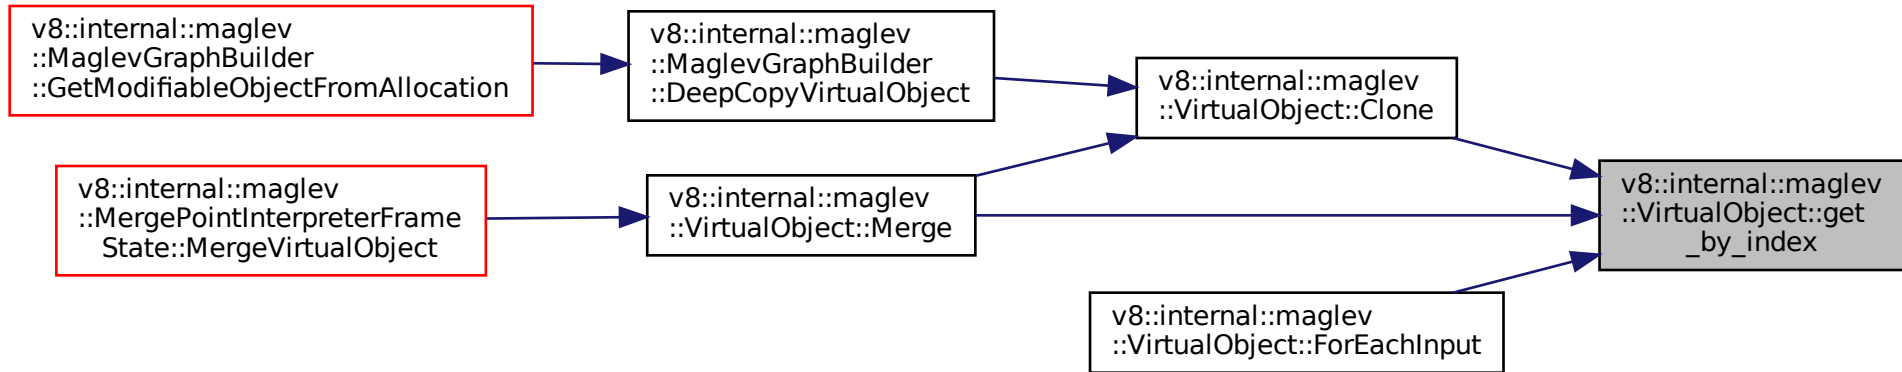 v8::internal::maglev
::MaglevGraphBuilder
::GetModifiableObjectFromAllocation
v8::internal::maglev
::MaglevGraphBuilder
::DeepCopyVirtualObject
v8::internal::maglev
::VirtualObject::Clone
v8::internal::maglev
::MergePointInterpreterFrame
State::MergeVirtualObject
v8::internal::maglev
::VirtualObject::Merge
v8::internal::maglev
::VirtualObject::get
_by_index
v8::internal::maglev
::VirtualObject::ForEachInput